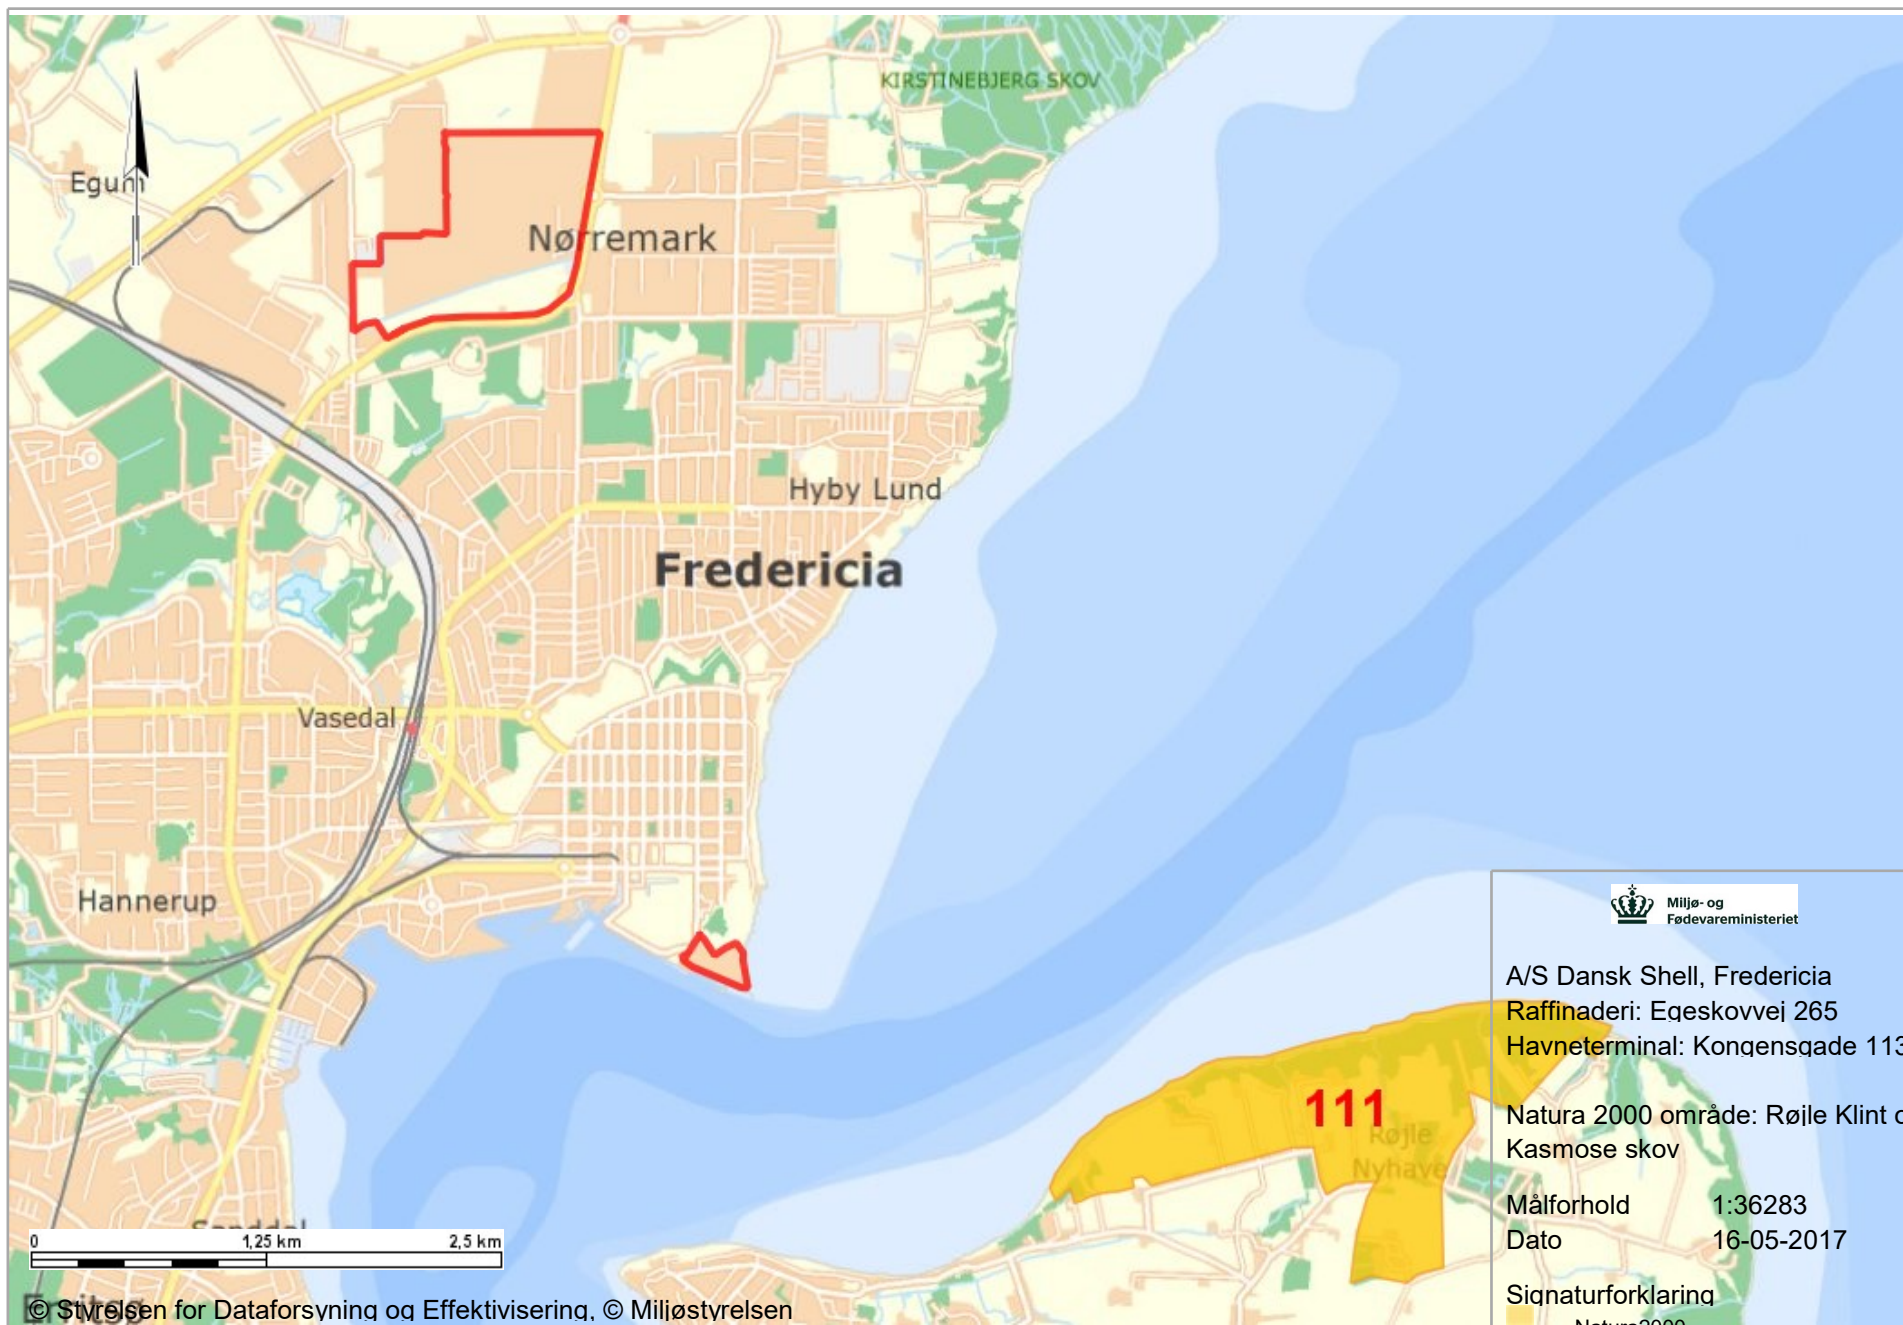 KIRSTINEBJERG SKOV
Egum
Nørremark
Hyby Lund
Fredericia
Vasedal
Hannerup
111
Røjle
Nyhave
Miljø- og
Fødevareministeriet
A/S Dansk Shell, Fredericia
Raffinaderi: Egeskovvej 265
Havneterminal: Kongensgade 113
Natura 2000 område: Røjle Klint o
Kasmose skov
Målforhold 1:36283
Dato 16-05-2017
Signaturforklaring
Natura2000
0 1,25 km 2,5 km
© Styrelsen for Dataforsyning og Effektivisering, © Miljøstyrelsen